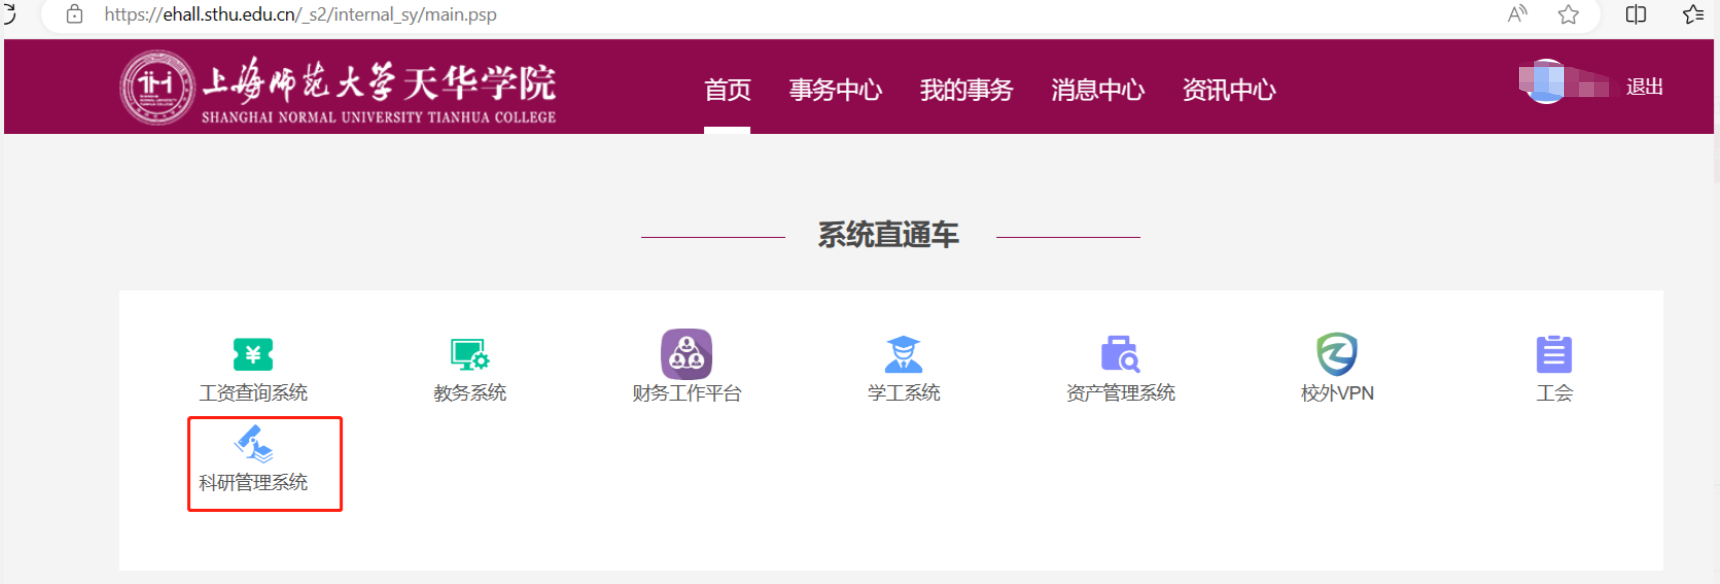 https://ehall.sthu.edu.cn/_s2/internal_sy/main.psp
上海师范大学天华学院
SHANGHAI NORMAL UNIVERSITY TIANHUA COLLEGE
首页 事务中心 我的事务 消息中心 资讯中心 退出
系统直通车
工资查询系统 教务系统 财务工作平台 学工系统 资产管理系统 校外VPN 工会
科研管理系统